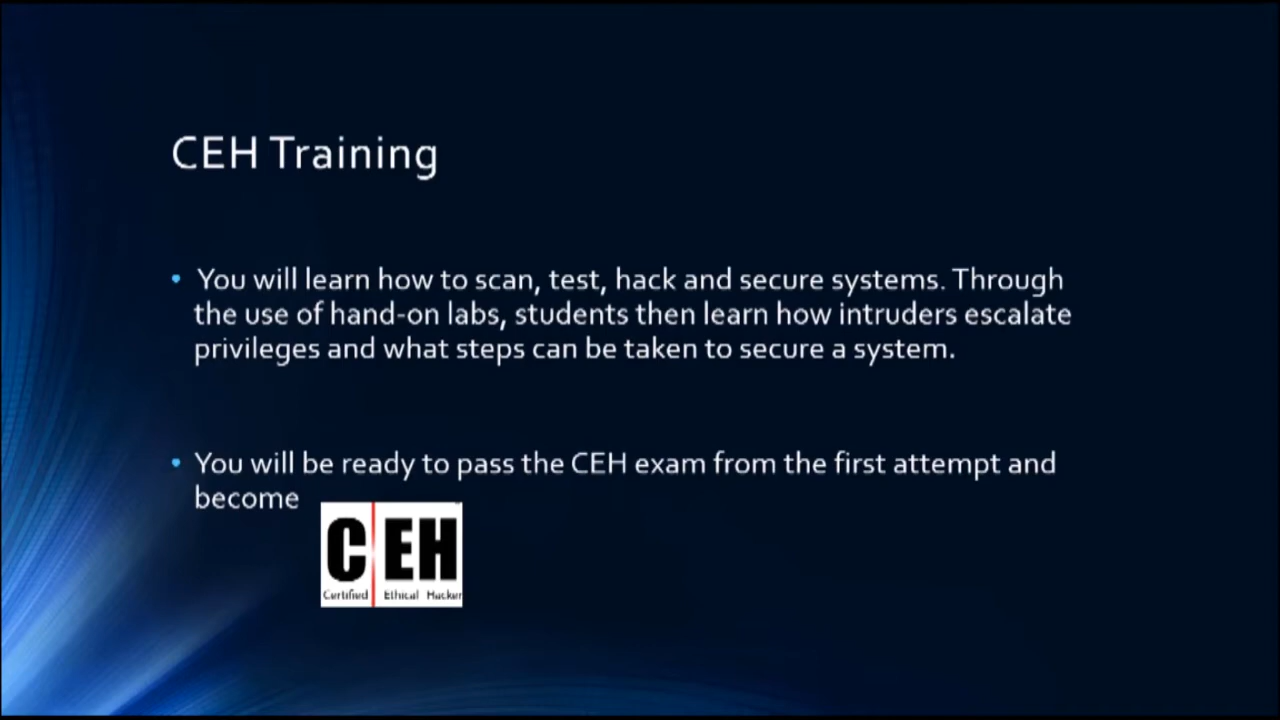 CEH Training
• You will learn how to scan, test, hack and secure systems. Through
the use of hand-on labs, students then learn how intruders escalate
privileges and what steps can be taken to secure a system.
• You will be ready to pass the CEH exam from the first attempt and
become
C EH
Certified Ethical Hacker